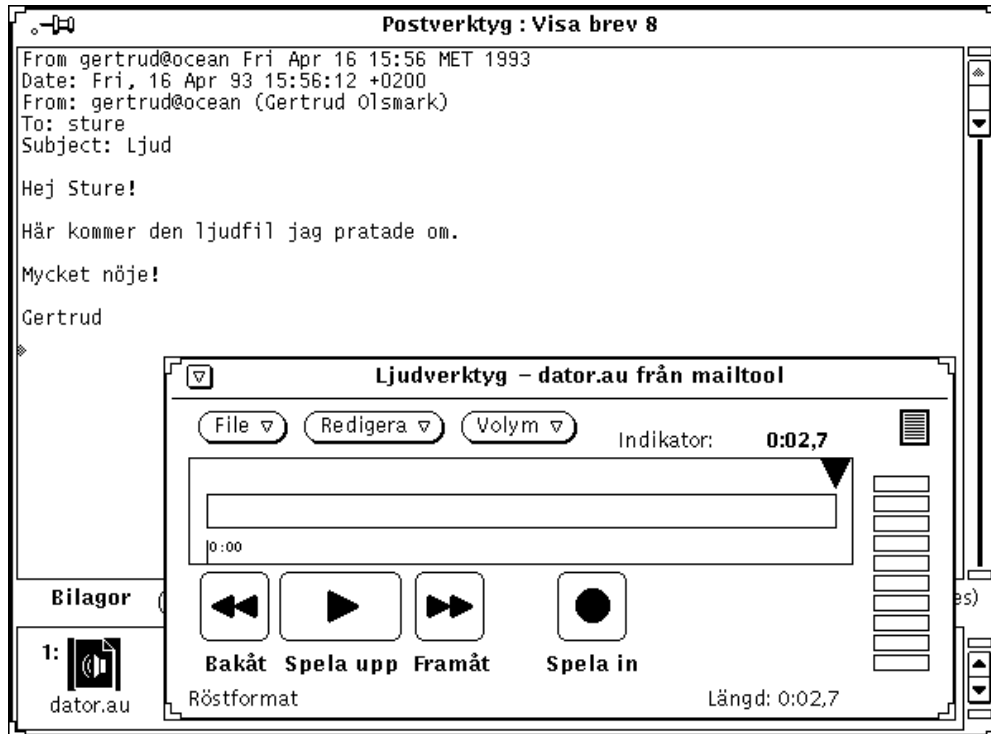 Postverktyg : Visa brev 8
From gertrud@ocean Fri Apr 16 15:56 MET 1993
Date: Fri, 16 Apr 93 15:56:12 +0200
From: gertrud@ocean (Gertrud Olsmark)
To: sture
Subject: Ljud
Hej Sture!
Här kommer den ljudfil jag pratade om.
Mycket nöje!
Gertrud
Ljudverktyg – dator.au från mailtool
File Redigera Volym Indikator: 0:02,7
0:00
Bakåt Spela upp Framåt Spela in
Röstformat Längd: 0:02,7
Bilagor
1:
dator.au